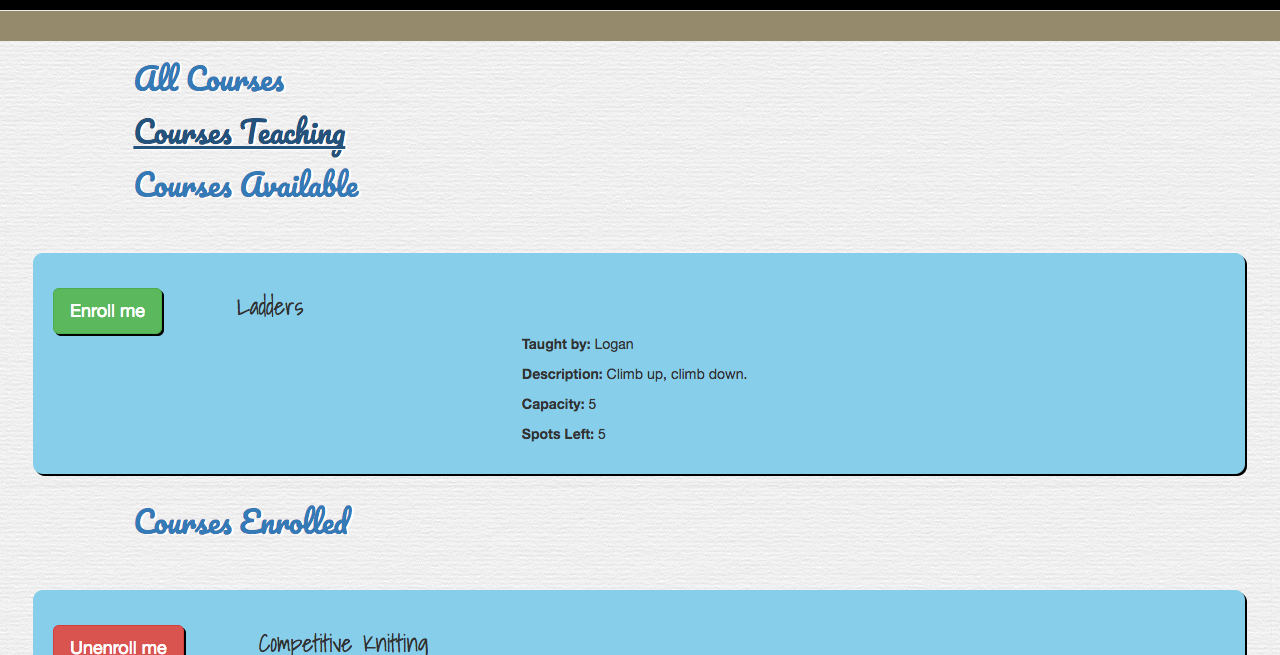 All Courses
Courses Teaching
Courses Available
Enroll me
Ladders
Taught by: Logan
Description: Climb up, climb down.
Capacity: 5
Spots Left: 5
Courses Enrolled
Unenroll me
Competitive Knitting